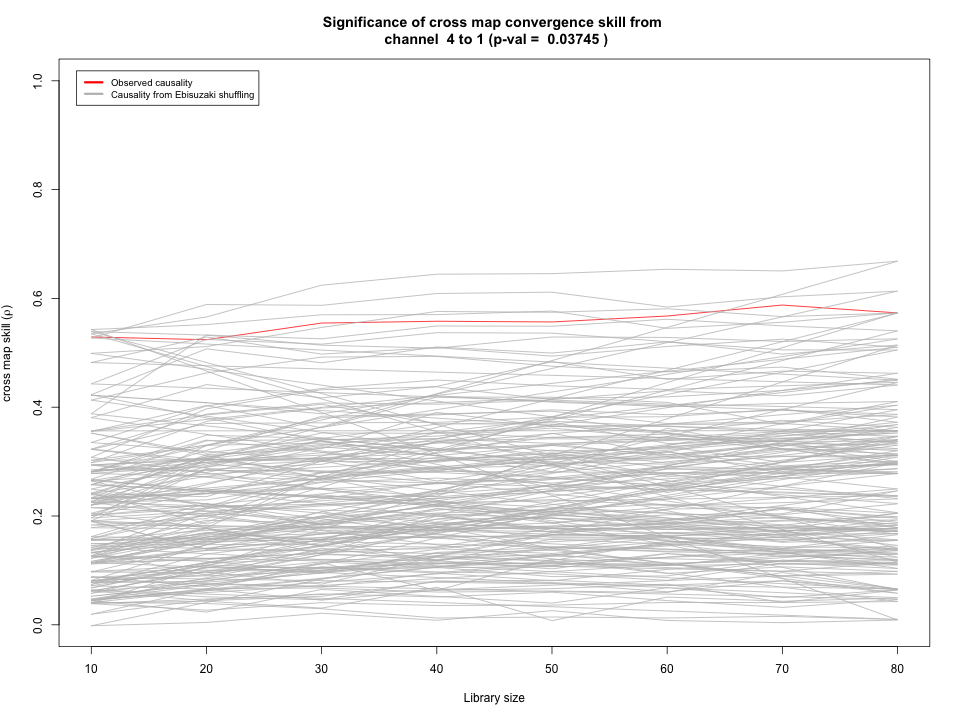 Significance of cross map convergence skill from
channel  4 to 1 (p-val =  0.03745 )
Observed causality
Causality from Ebisuzaki shuffling
cross map skill (ρ)
1.0
0.8
0.6
0.4
0.2
0.0
10 20 30 40 50 60 70 80
Library size